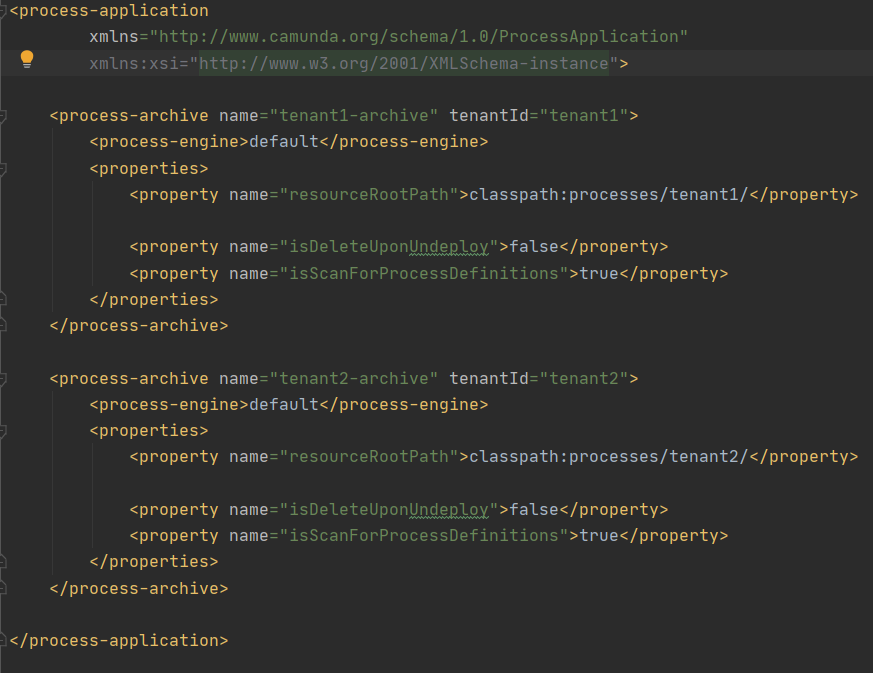 <process-application
xmlns="http://www.camunda.org/schema/1.0/ProcessApplication"
xmlns:xsi="http://www.w3.org/2001/XMLSchema-instance">
<process-archive name="tenant1-archive" tenantId="tenant1">
<process-engine>default</process-engine>
<properties>
<property name="resourceRootPath">classpath:processes/tenant1/</property>
<property name="isDeleteUponUndeploy">false</property>
<property name="isScanForProcessDefinitions">true</property>
</properties>
</process-archive>
<process-archive name="tenant2-archive" tenantId="tenant2">
<process-engine>default</process-engine>
<properties>
<property name="resourceRootPath">classpath:processes/tenant2/</property>
<property name="isDeleteUponUndeploy">false</property>
<property name="isScanForProcessDefinitions">true</property>
</properties>
</process-archive>
</process-application>